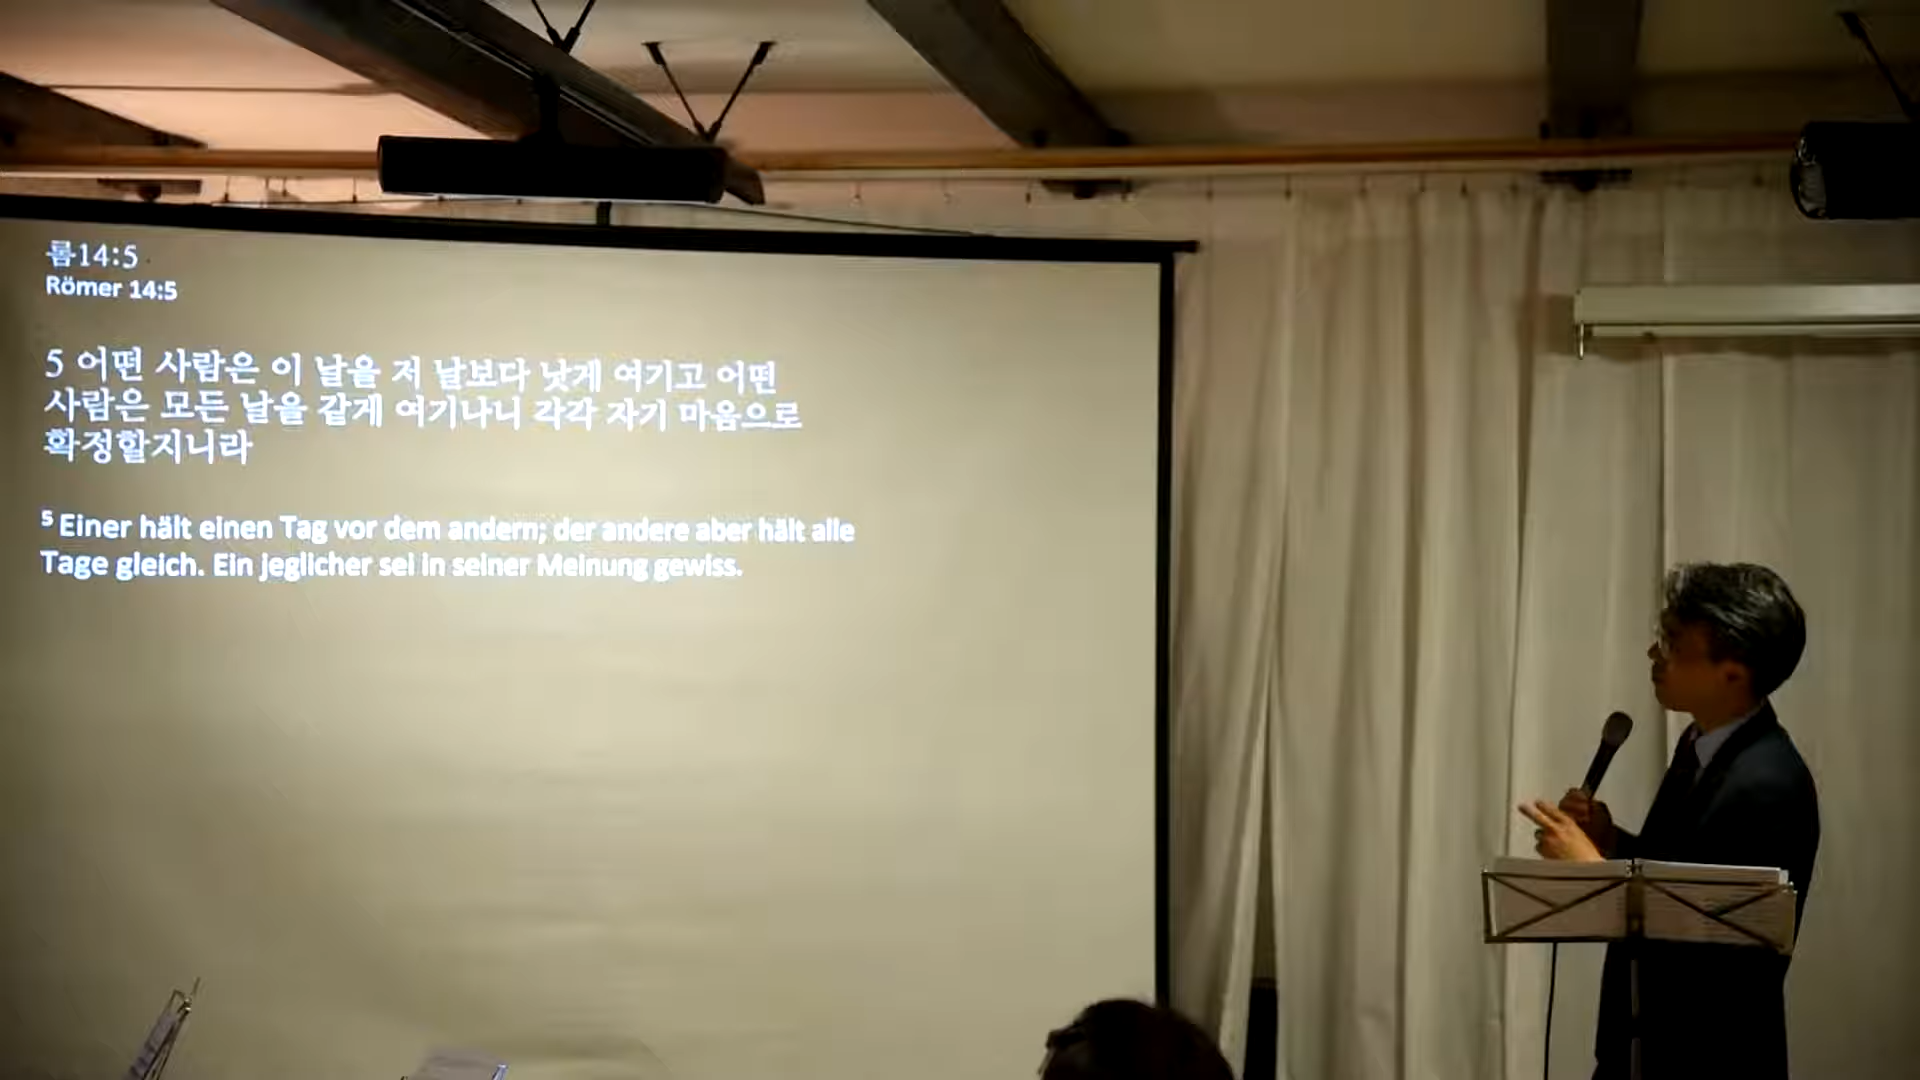 롬14:5
Römer 14:5
5 어떤 사람은 이 날을 저 날보다 낫게 여기고 어떤
사람은 모든 날을 같게 여기나니 각각 자기 마음으로
확정할지니라
⁵ Einer hält einen Tag vor dem andern; der andere aber hält alle
Tage gleich. Ein jeglicher sei in seiner Meinung gewiss.